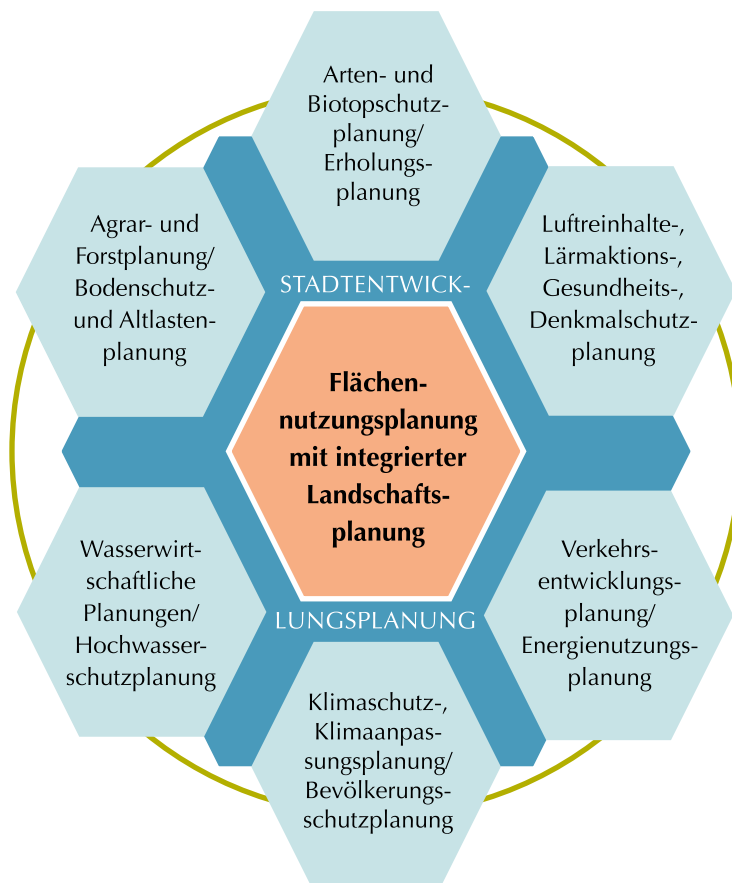 Arten- und
Biotopschutz-
planung/
Erholungs-
planung
Agrar- und
Forstplanung/
Bodenschutz-
und Altlasten-
planung
Luftreinhalte-,
Lärmaktions-,
Gesundheits-,
Denkmalschutz-
planung
STADTENTWICK-
Flächen-
nutzungsplanung
mit integrierter
Landschafts-
planung
LUNGSPLANUNG
Wasserwirt-
schaftliche
Planungen/
Hochwasser-
schutzplanung
Verkehrs-
entwicklungs-
planung/
Energienutzungs-
planung
Klimaschutz-,
Klimaanpas-
sungsplanung/
Bevölkerungs-
schutzplanung